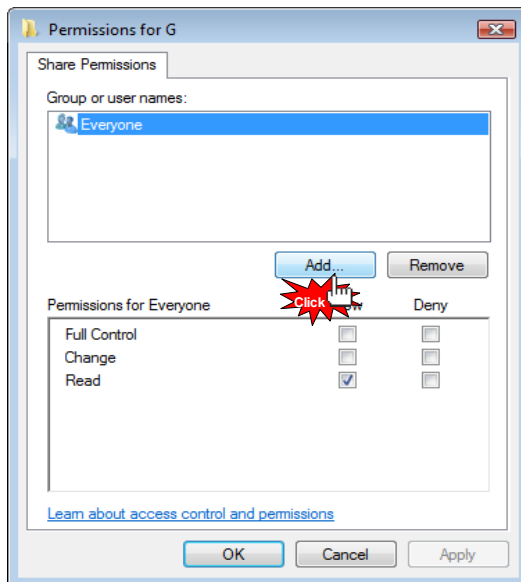 Permissions for G
Share Permissions
Group or user names:
Everyone
Add... Remove
Click
Permissions for Everyone Deny
Full Control
Change
Read
Learn about access control and permissions
OK Cancel Apply